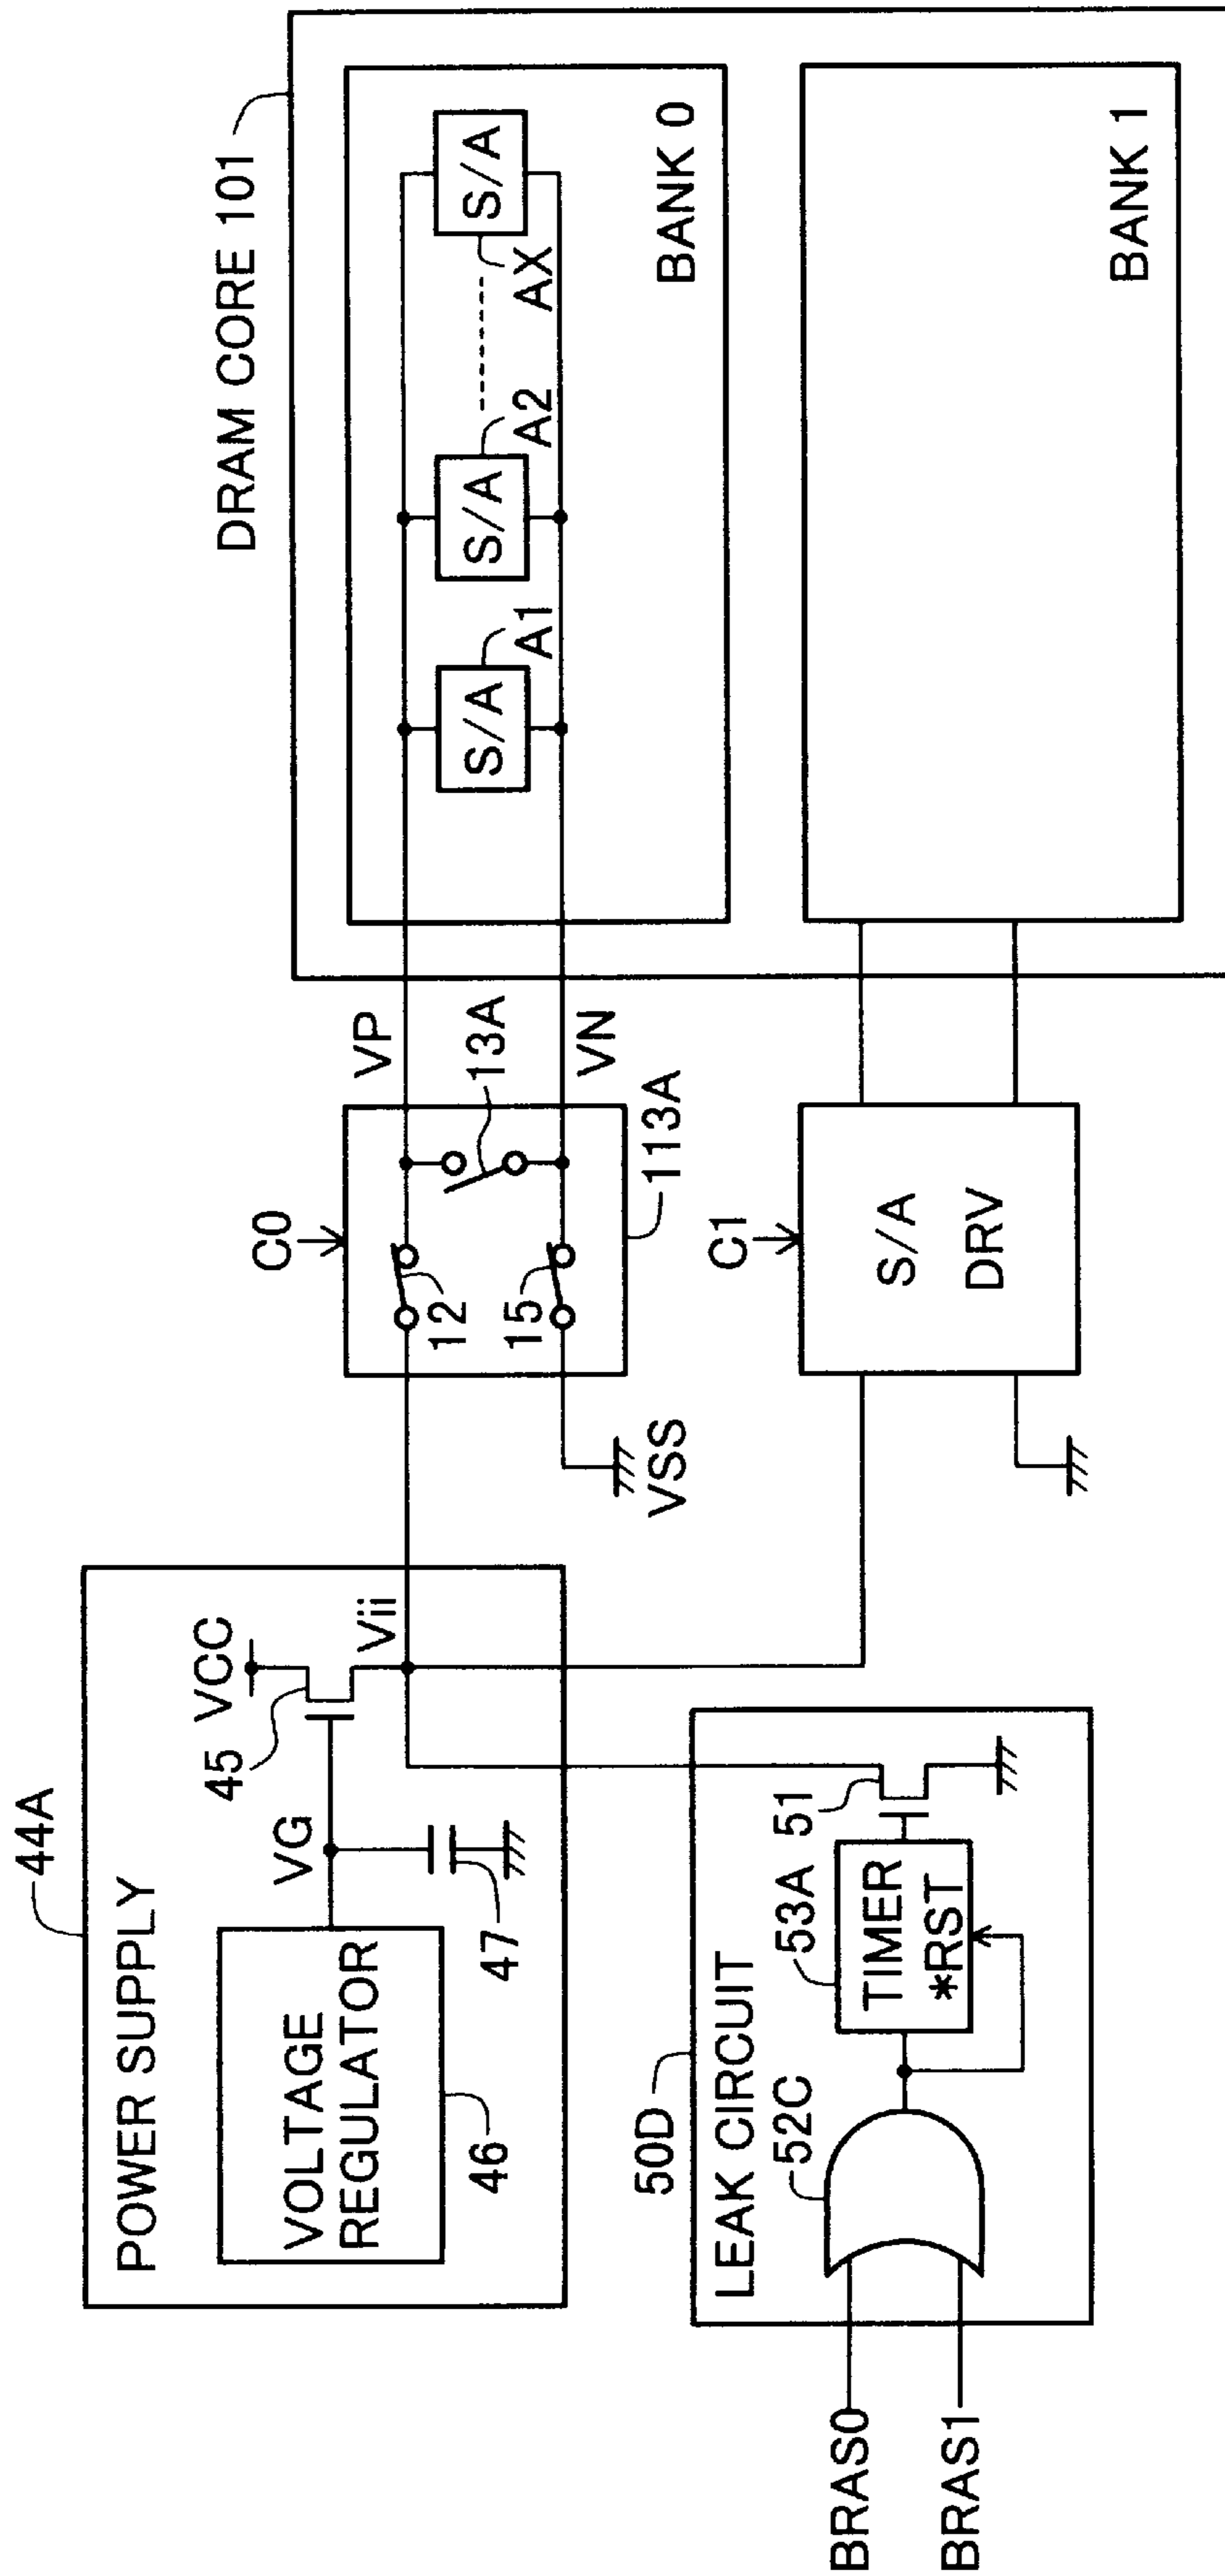 44A
POWER SUPPLY
VOLTAGE
REGULATOR
46
VG
47
45
VCC
Vii
C0
12
15
VSS
VP
13A
VN
113A
DRAM CORE 101
S/A
A1
S/A
A2
S/A
AX
BANK 0
50D
LEAK CIRCUIT
BRAS0
BRAS1
52C
53A
TIMER
*RST
51
C1
S/A
DRV
BANK 1